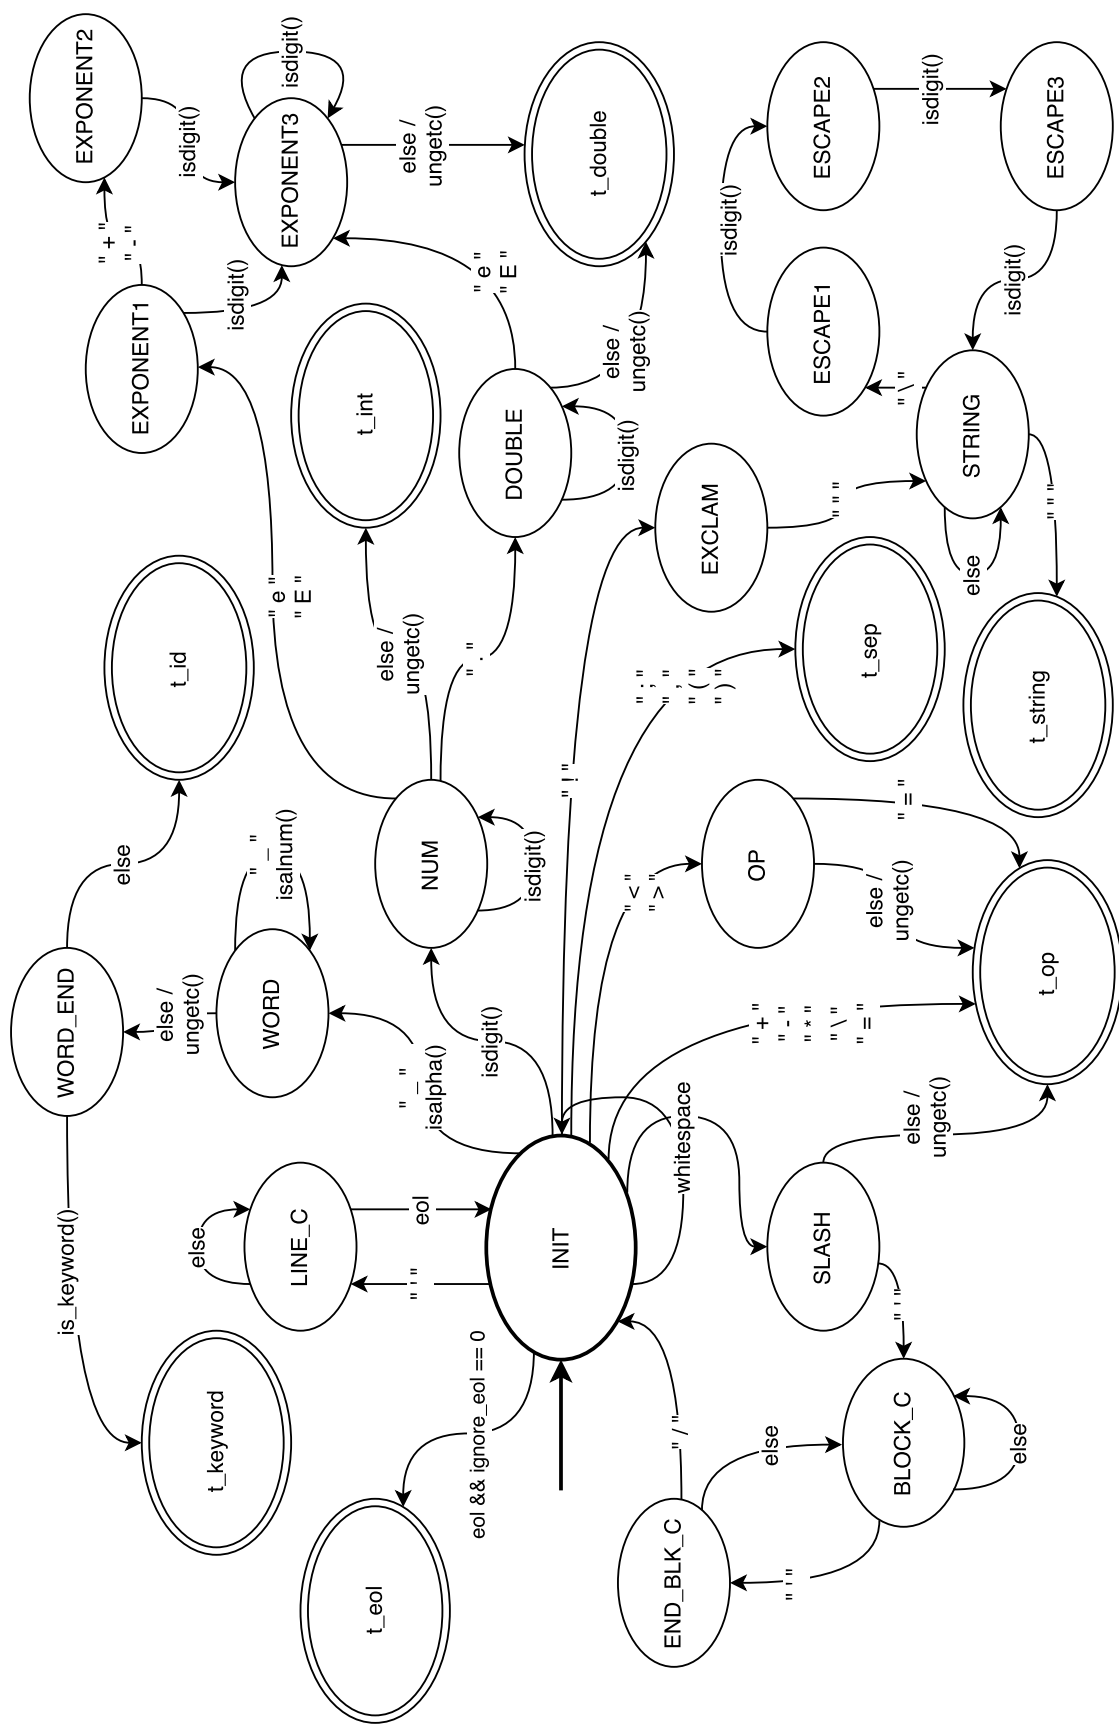 EXPONENT2
isdigit()
EXPONENT3
isdigit()
else /
ungetc()
t_double
"+"
"-"
EXPONENT1
isdigit()
"e"
"E"
t_int
DOUBLE
isdigit()
else /
ungetc()
"e"
"E"
ESCAPE2
isdigit()
ESCAPE3
isdigit()
ESCAPE1
isdigit()
"\"
STRING
else
" " "
t_string
EXCLAM
" " "
"!"
t_sep
";"
","
"("
")"
t_id
else
WORD_END
else /
ungetc()
WORD
"_"
isalnum()
"_"
isalpha()
is_keyword()
t_keyword
NUM
isdigit()
else /
ungetc()
"."
isdigit()
"<"
">"
OP
"="
else /
ungetc()
t_op
"+"
"-"
"*"
"\"
"="
else /
ungetc()
whitespace
SLASH
"'"
INIT
LINE_C
else
eol
"'"
eol && ignore_eol == 0
t_eol
"/"
END_BLK_C
else
BLOCK_C
else
"'"